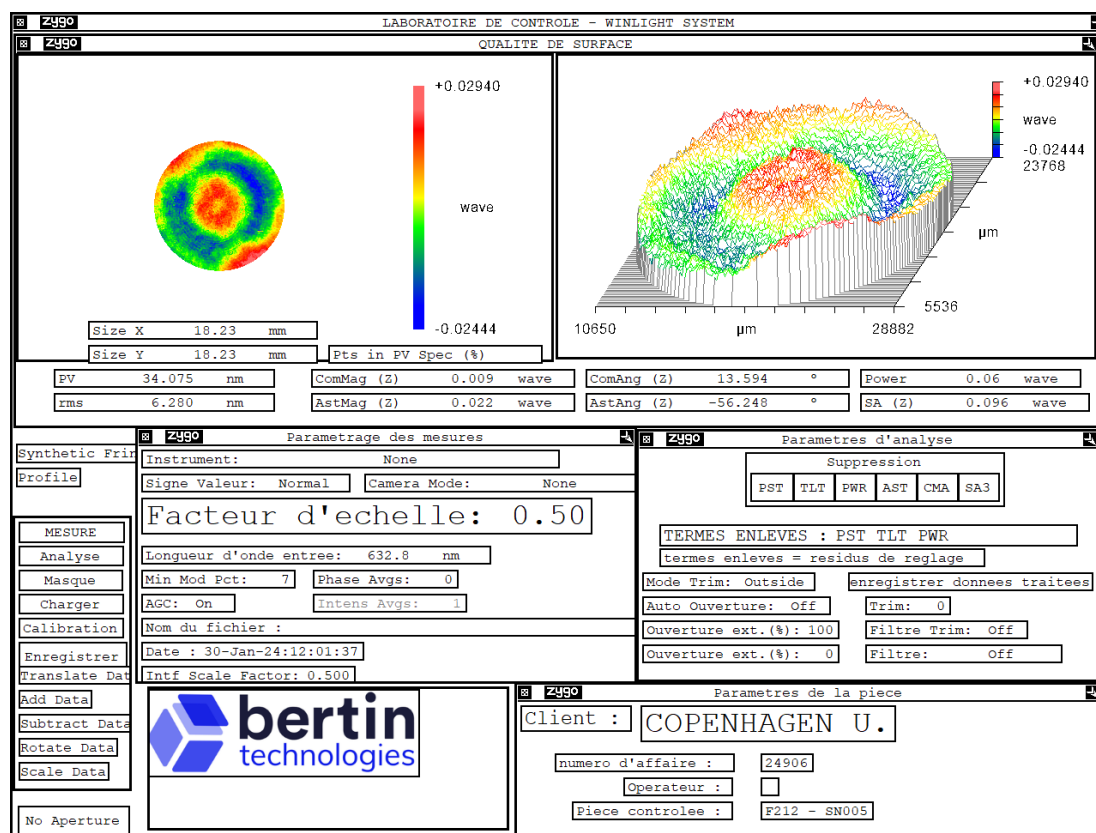 zygo LABORATOIRE DE CONTROLE - WINLIGHT SYSTEM
zygo QUALITE DE SURFACE
+0.02940
wave
-0.02444
+0.02940
wave
-0.02444
23768
µm
5536
10650 µm 28882
Size X 18.23 mm
Size Y 18.23 mm
Pts in PV Spec (%)
PV 34.075 nm
ComMag (Z) 0.009 wave
ComAng (Z) 13.594 °
Power 0.06 wave
rms 6.280 nm
AstMag (Z) 0.022 wave
AstAng (Z) -56.248 °
SA (Z) 0.096 wave
Synthetic Frin
Profile
MESURE
Analyse
Masque
Charger
Calibration
Enregistrer
Translate Dat
Add Data
Subtract Data
Rotate Data
Scale Data
No Aperture
zygo Parametrage des mesures
Instrument: None
Signe Valeur: Normal
Camera Mode: None
Facteur d'echelle: 0.50
Longueur d'onde entree: 632.8 nm
Min Mod Pct: 7
Phase Avgs: 0
AGC: On
Intens Avgs: 1
Nom du fichier :
Date : 30-Jan-24:12:01:37
Intf Scale Factor: 0.500
zygo Parametres d'analyse
Suppression
PST TLT PWR AST CMA SA3
TERMES ENLEVES : PST TLT PWR
termes enleves = residus de reglage
Mode Trim: Outside
enregistrer donnees traitees
Auto Ouverture: Off
Trim: 0
Ouverture ext.(%): 100
Filtre Trim: Off
Ouverture ext.(%): 0
Filtre: Off
bertin
technologies
zygo Parametres de la piece
Client : COPENHAGEN U.
numero d'affaire : 24906
Operateur :
Piece controlee : F212 - SN005